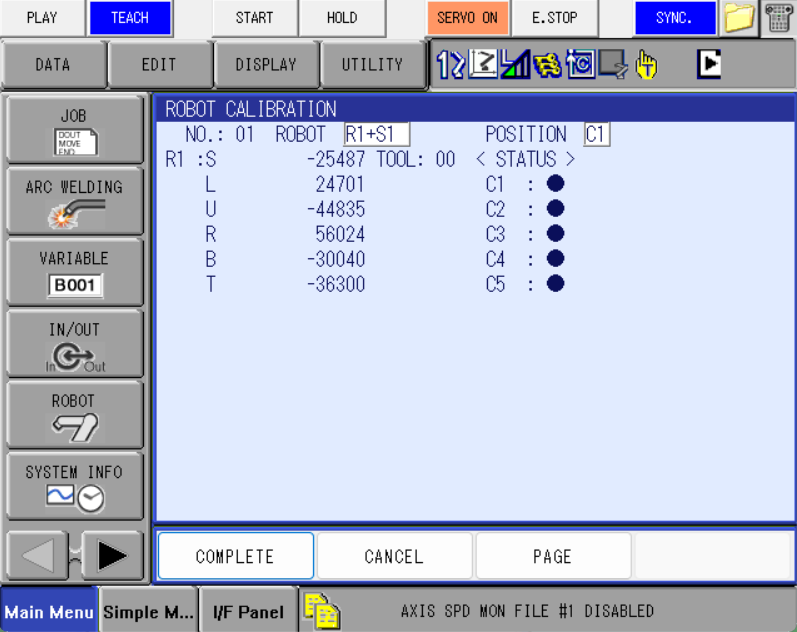 PLAY TEACH START HOLD SERVO ON E.STOP SYNC.
DATA EDIT DISPLAY UTILITY
JOB
DOUT
MOVE
END
ARC WELDING
VARIABLE
B001
IN/OUT
In Out
ROBOT
SYSTEM INFO
ROBOT CALIBRATION
NO.: 01 ROBOT R1+S1 POSITION C1
R1 :S -25487 TOOL: 00 < STATUS >
L 24701 C1 : ●
U -44835 C2 : ●
R 56024 C3 : ●
B -30040 C4 : ●
T -36300 C5 : ●
COMPLETE CANCEL PAGE
Main Menu Simple M... I/F Panel AXIS SPD MON FILE #1 DISABLED